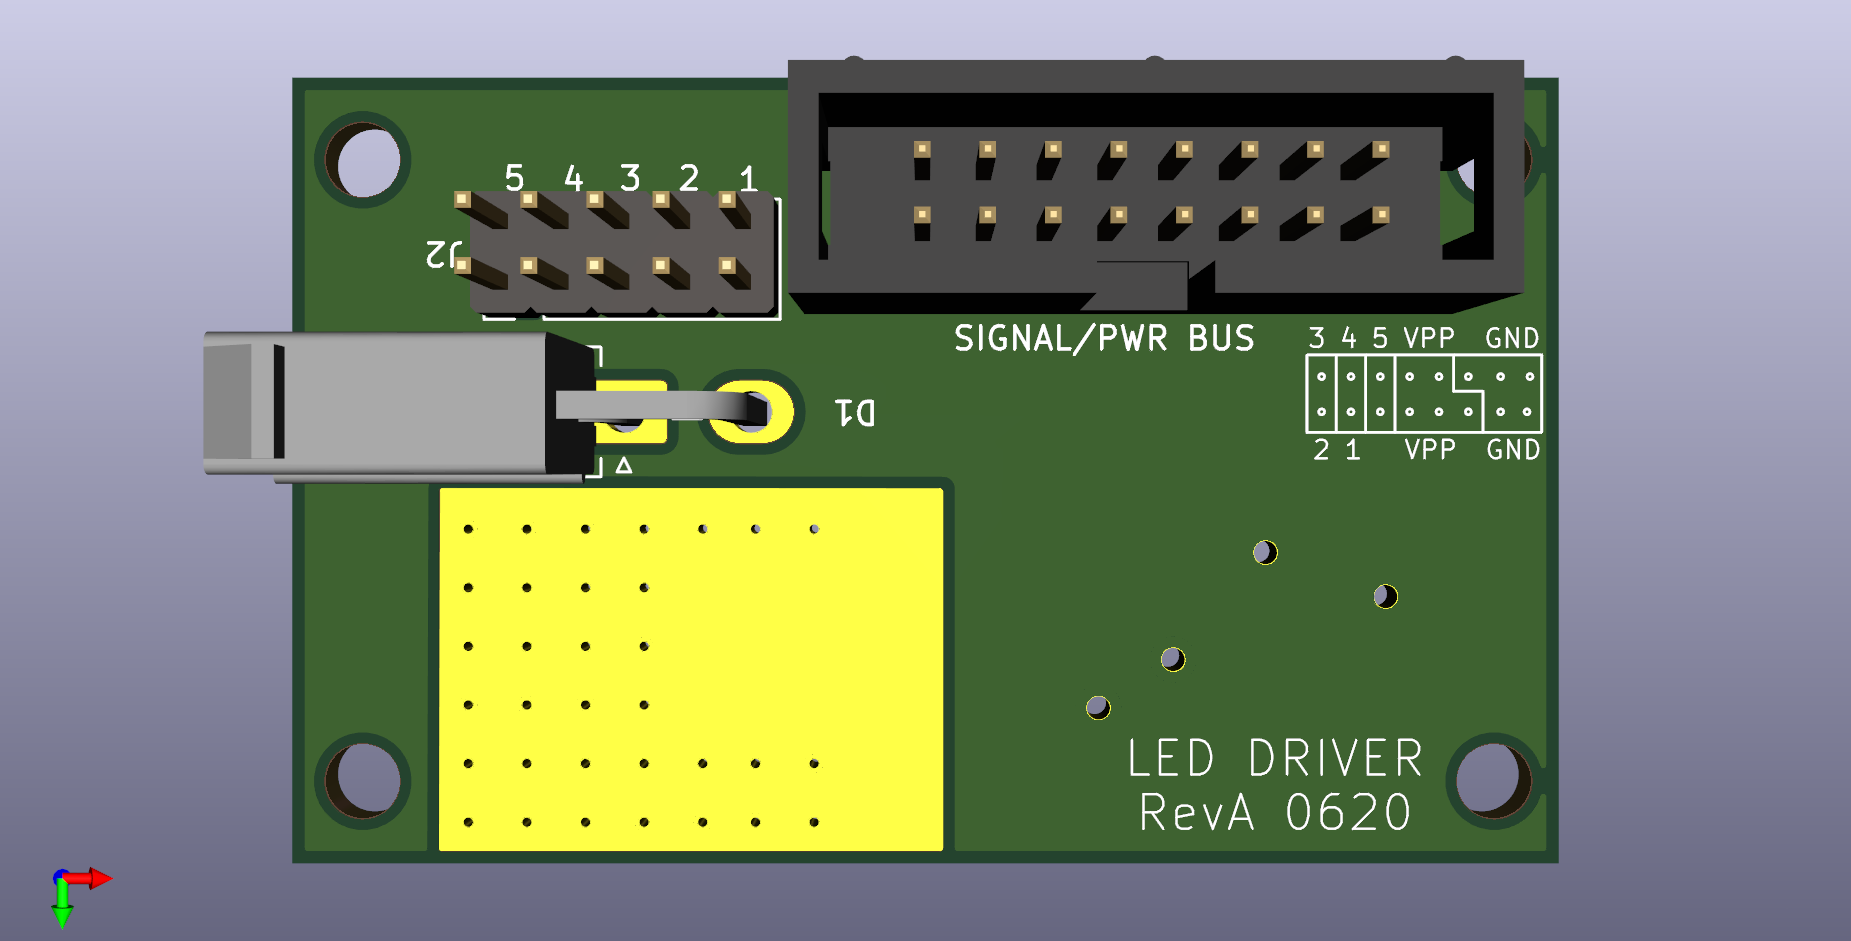 5 4 3 2 1
J2
SIGNAL/PWR BUS
3 4 5 VPP GND
D1
2 1 VPP GND
LED DRIVER
RevA 0620